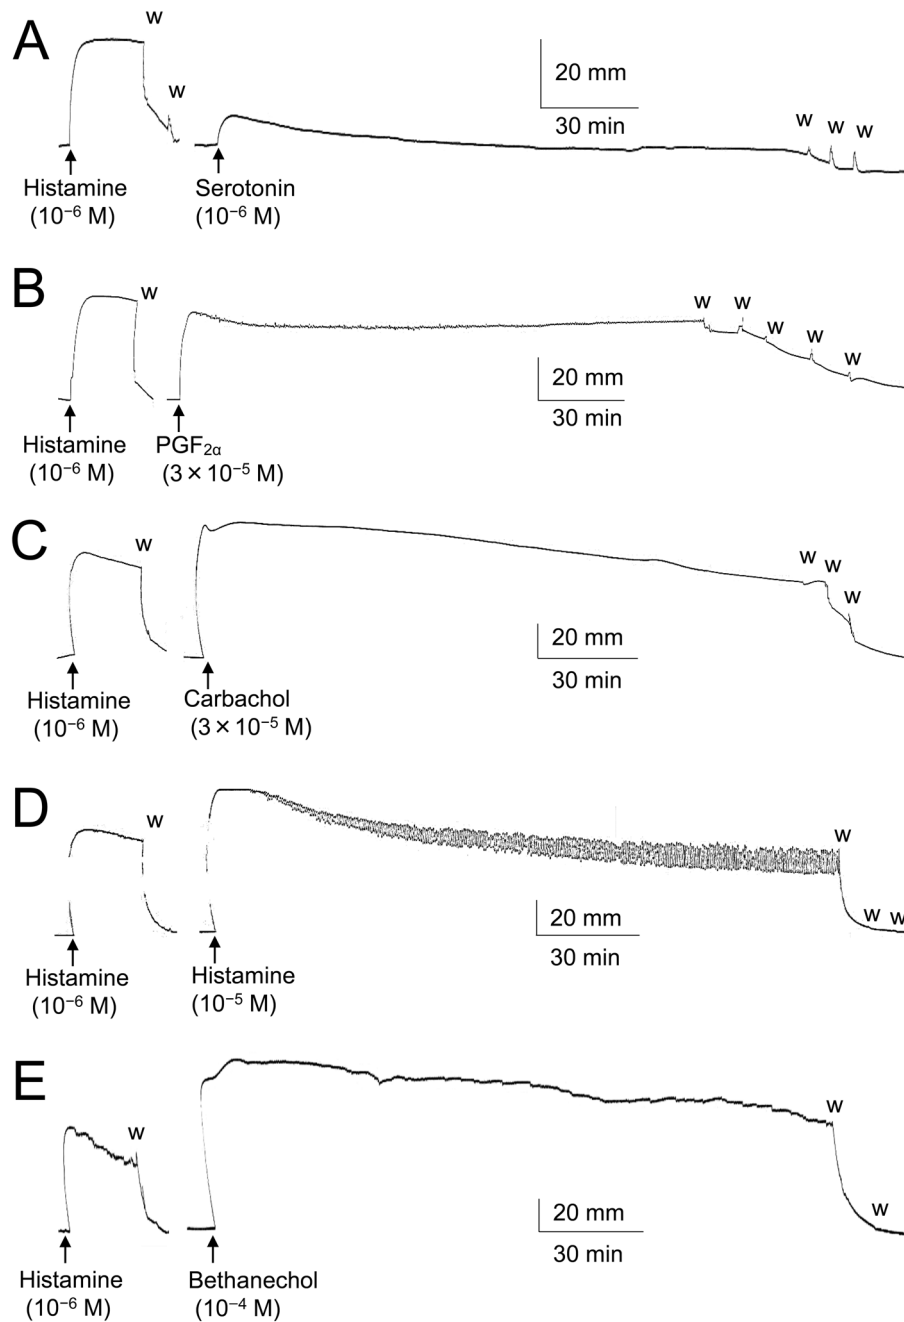 A
w
w
20 mm
30 min
w w w
Histamine
(10⁻⁶ M)
Serotonin
(10⁻⁶ M)
B
w
w w w w w
20 mm
30 min
Histamine
(10⁻⁶ M)
PGF₂α
(3×10⁻⁵ M)
C
w
w w w
20 mm
30 min
Histamine
(10⁻⁶ M)
Carbachol
(3×10⁻⁵ M)
D
w
w w w
20 mm
30 min
Histamine
(10⁻⁶ M)
Histamine
(10⁻⁵ M)
E
w
w w
20 mm
30 min
Histamine
(10⁻⁶ M)
Bethanechol
(10⁻⁴ M)